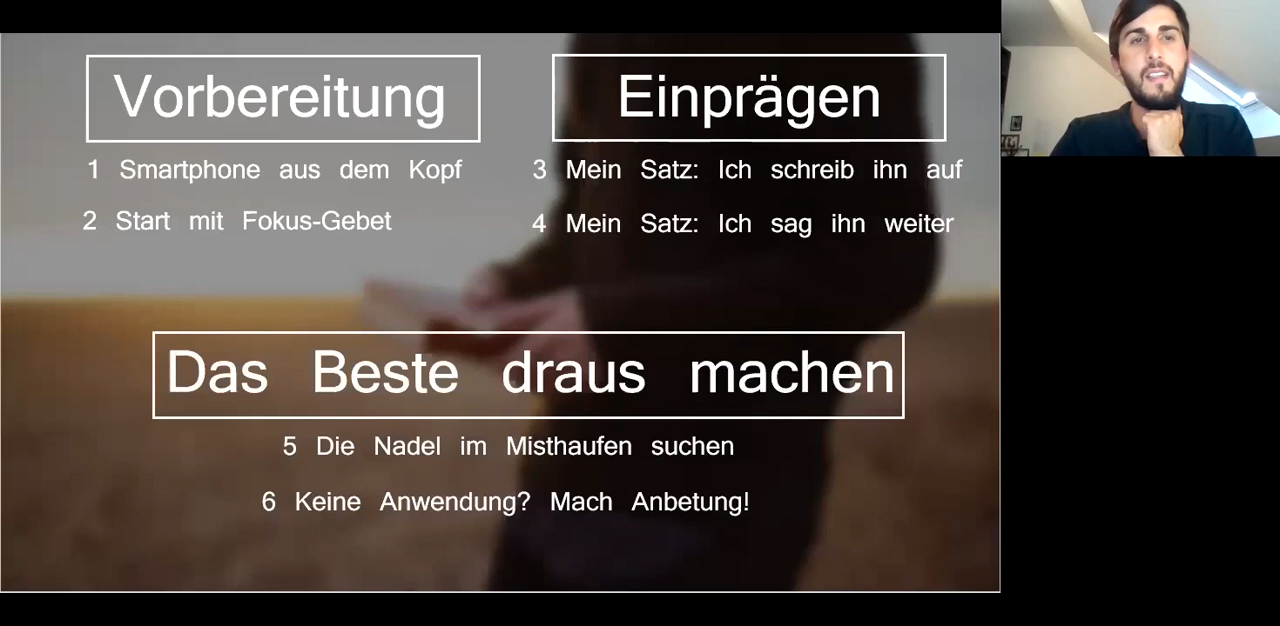 Vorbereitung
1 Smartphone aus dem Kopf
2 Start mit Fokus-Gebet
Einprägen
3 Mein Satz: Ich schreib ihn auf
4 Mein Satz: Ich sag ihn weiter
Das Beste draus machen
5 Die Nadel im Misthaufen suchen
6 Keine Anwendung? Mach Anbetung!